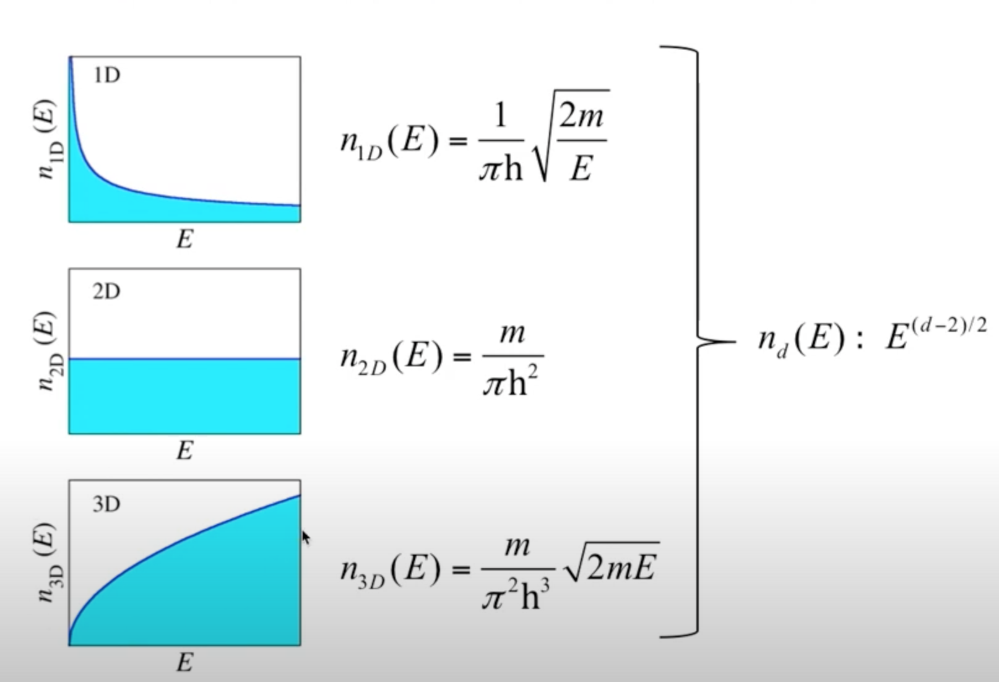 1D
n1D (E)
E
n1D(E) = 1/πh √(2m/E)
2D
n2D (E)
E
n2D(E) = m/πh²
3D
n3D (E)
E
n3D(E) = m/π²h³ √2mE
nd(E) : E^(d−2)/2